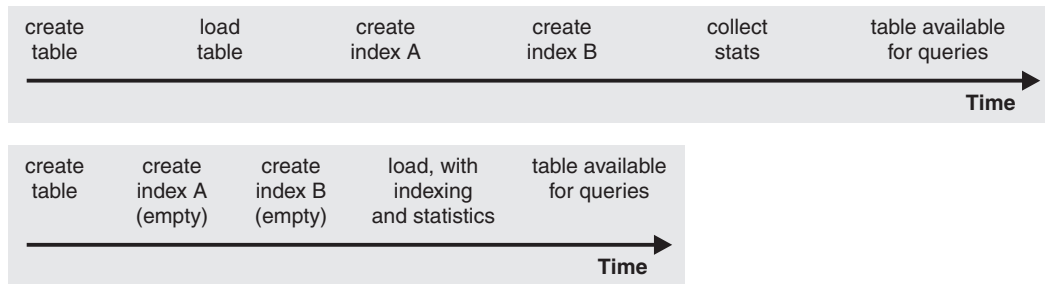 create load create create collect table available
table table index A index B stats for queries
Time
create create create load, with table available
table index A index B indexing for queries
(empty) (empty) and statistics
Time